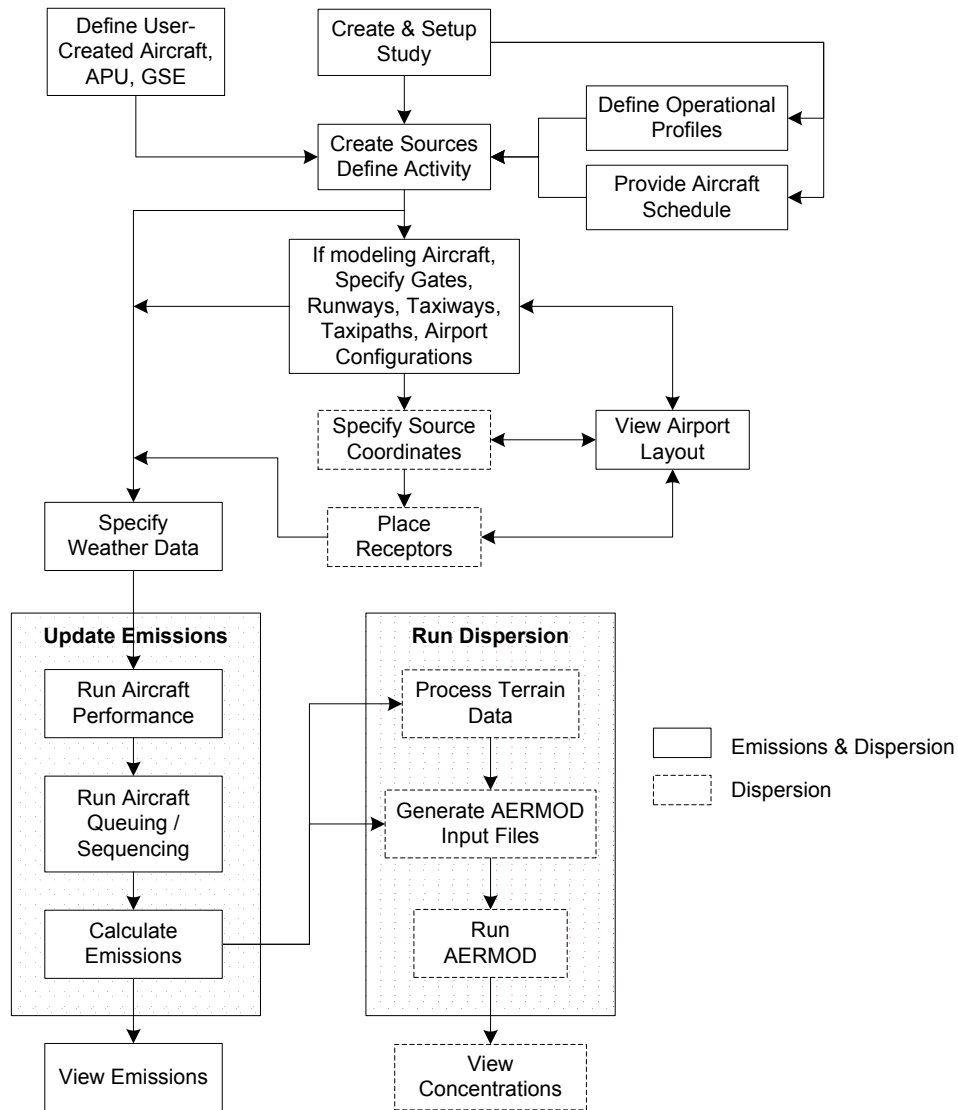 Define User-
Created Aircraft,
APU, GSE
Create & Setup
Study
Define Operational
Profiles
Create Sources
Define Activity
Provide Aircraft
Schedule
If modeling Aircraft,
Specify Gates,
Runways, Taxiways,
Taxipaths, Airport
Configurations
Specify Source
Coordinates
View Airport
Layout
Place
Receptors
Specify
Weather Data
Update Emissions
Run Aircraft
Performance
Run Aircraft
Queuing /
Sequencing
Calculate
Emissions
View Emissions
Run Dispersion
Process Terrain
Data
Generate AERMOD
Input Files
Run
AERMOD
View
Concentrations
Emissions & Dispersion
Dispersion